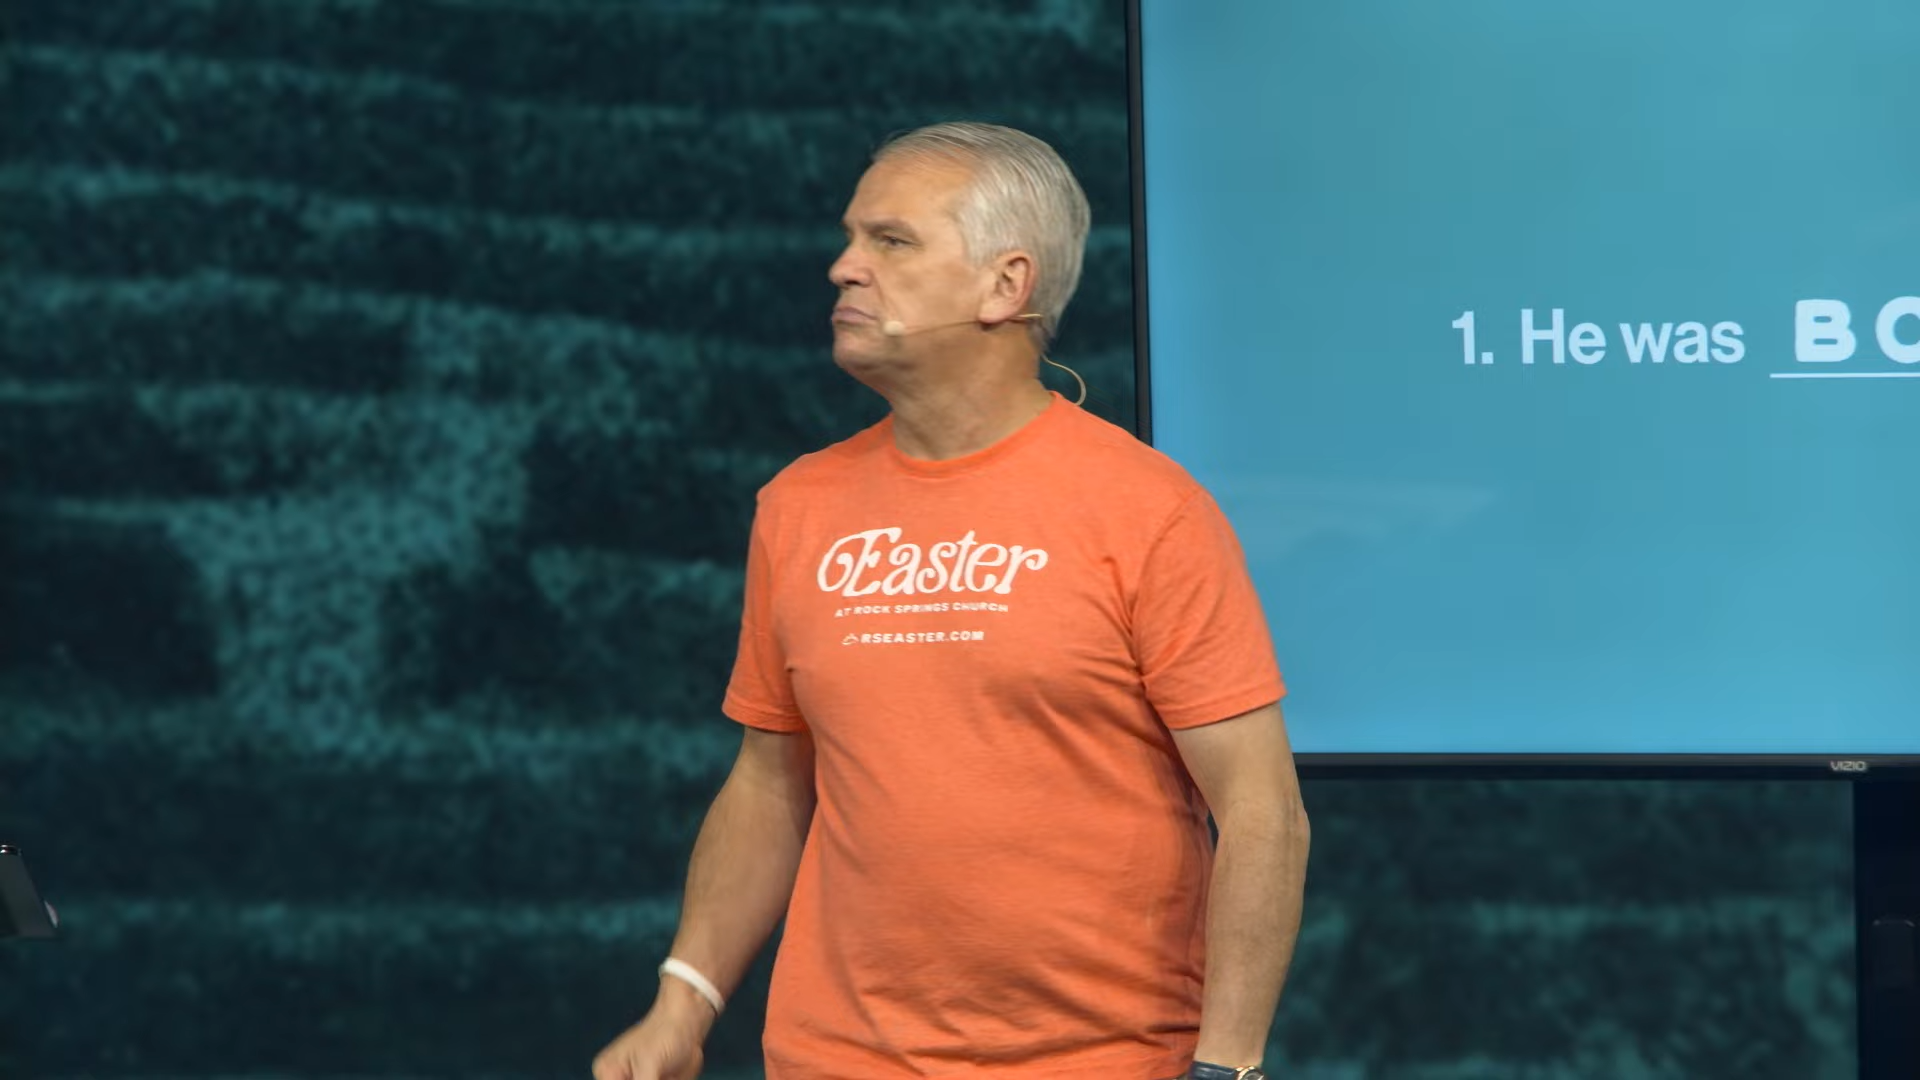 1. He was BO
Easter
AT ROCK SPRINGS CHURCH
RSEASTER.COM
VIZIO